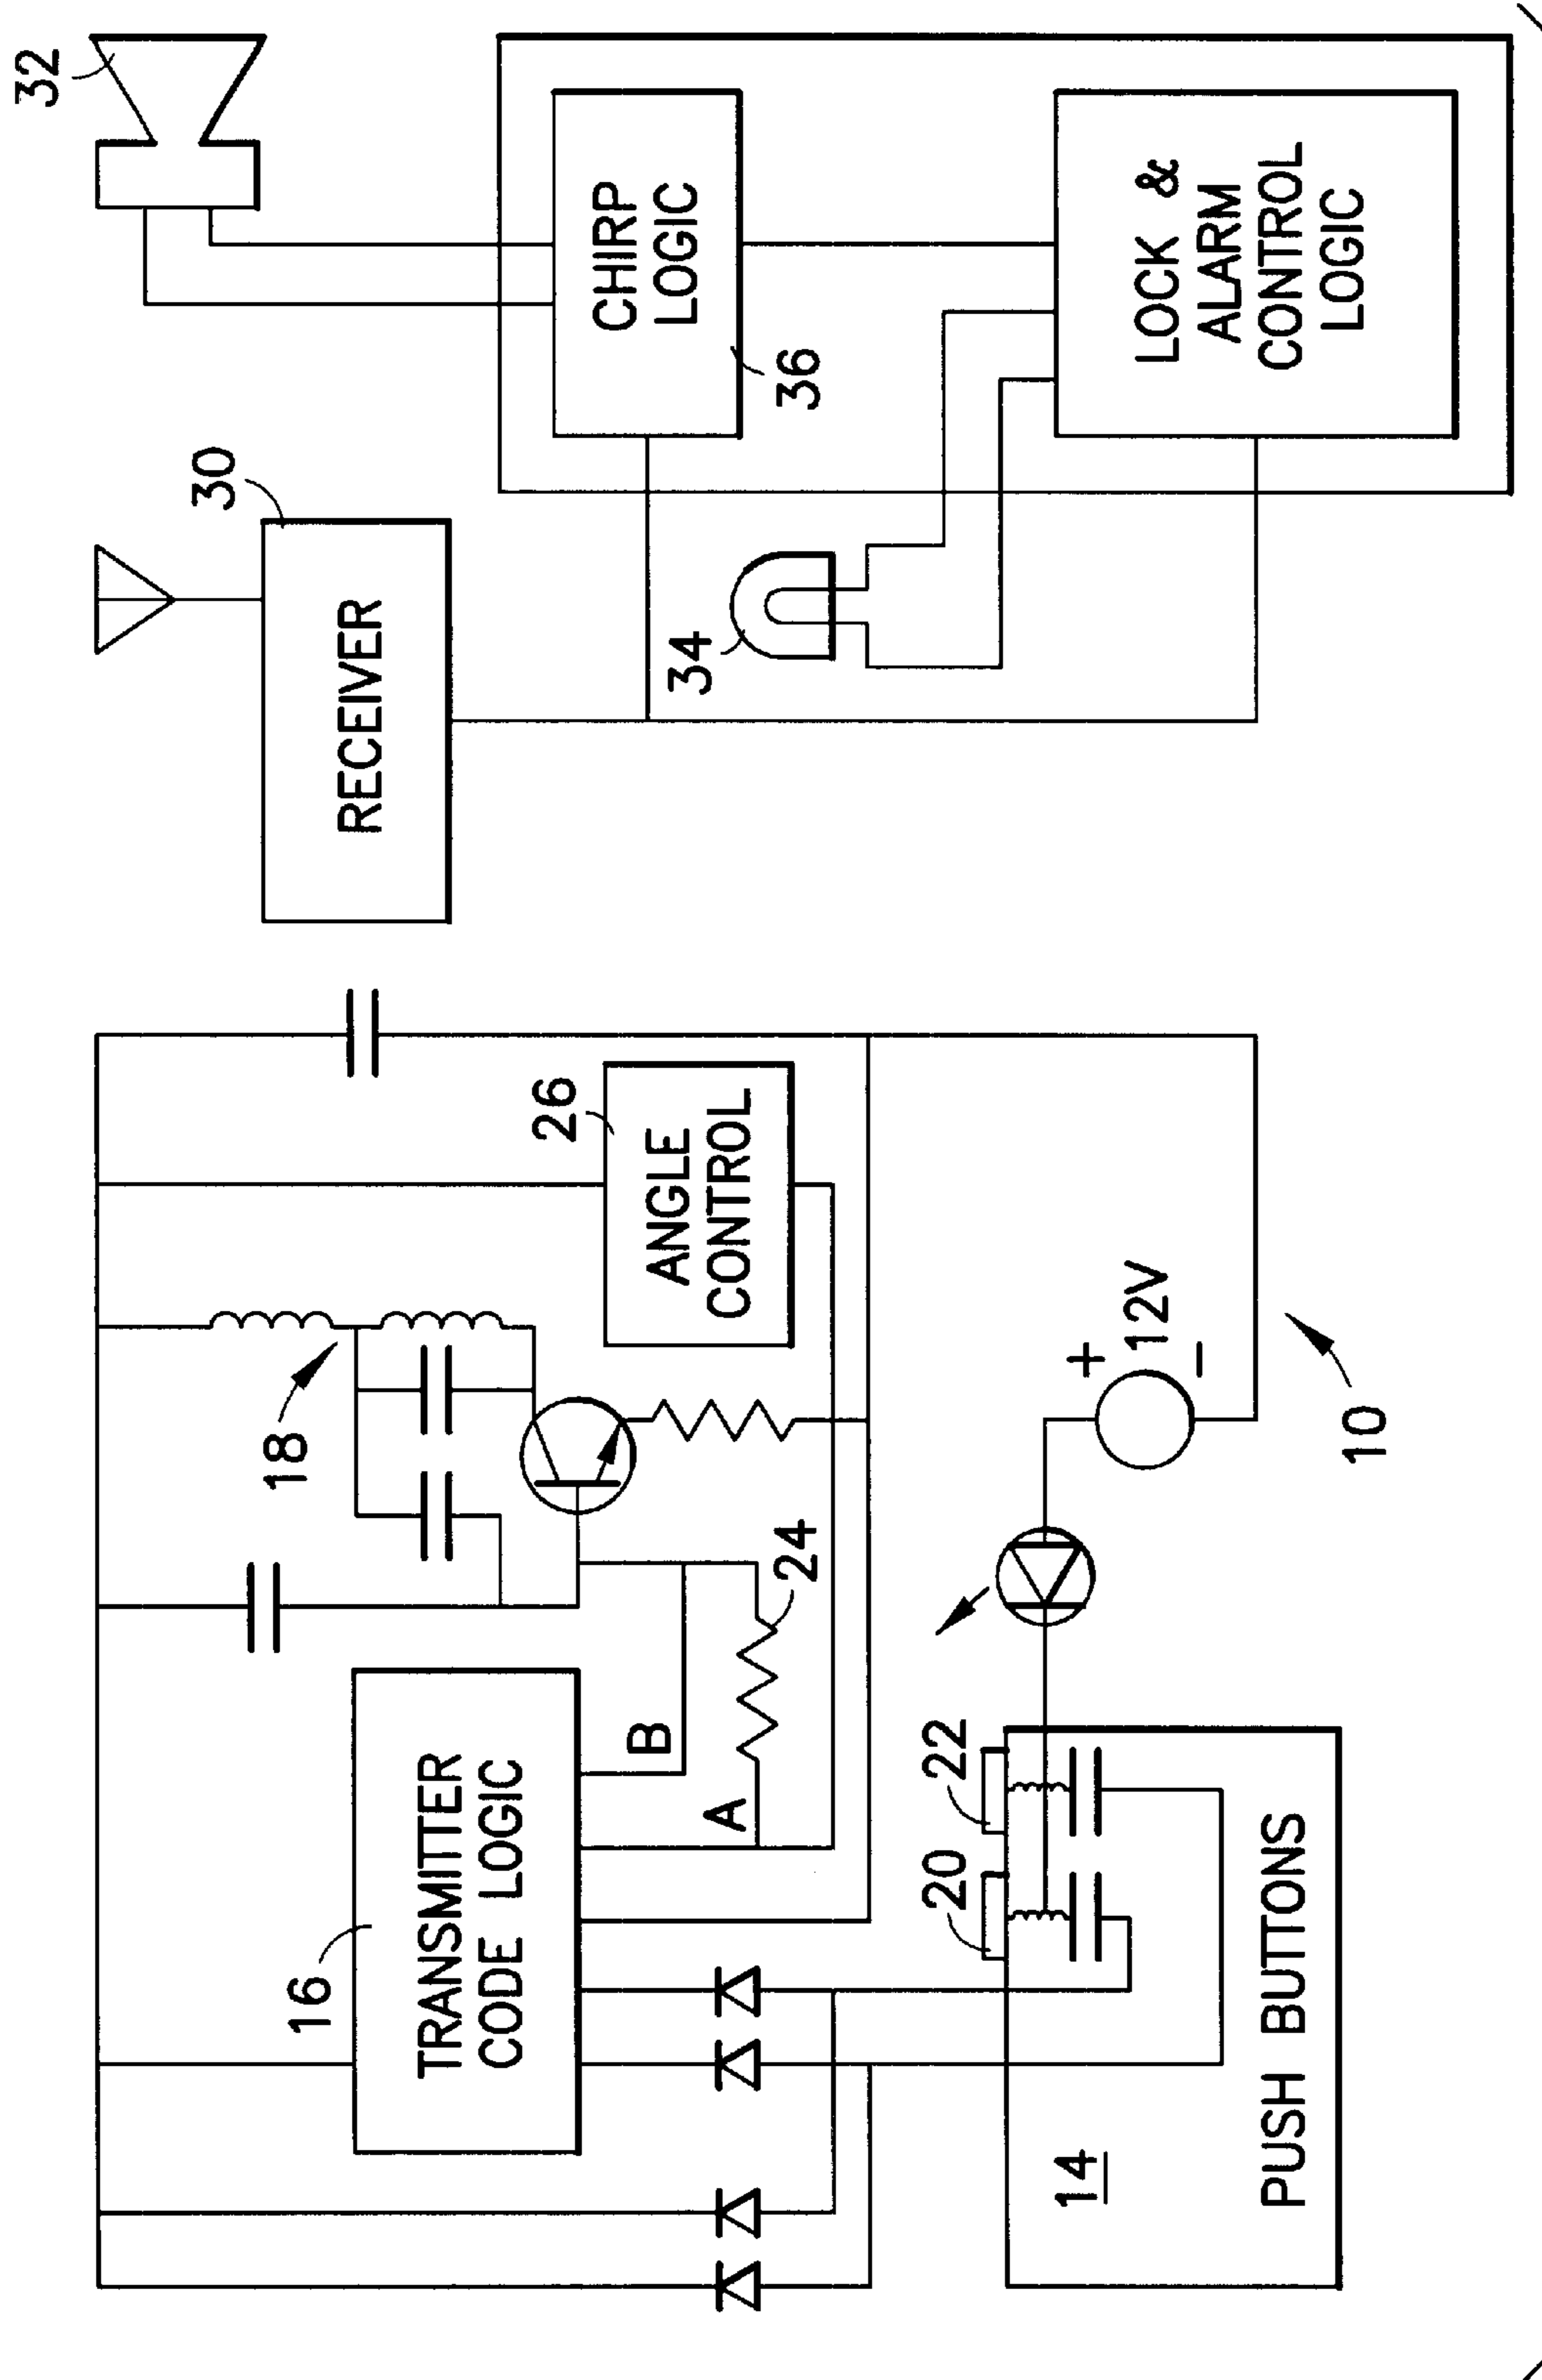 16
TRANSMITTER
CODE LOGIC
18
26
ANGLE
CONTROL
B
A
24
20
22
14
PUSH BUTTONS
+
12V
−
10
30
RECEIVER
32
34
CHIRP
LOGIC
36
LOCK &
ALARM
CONTROL
LOGIC